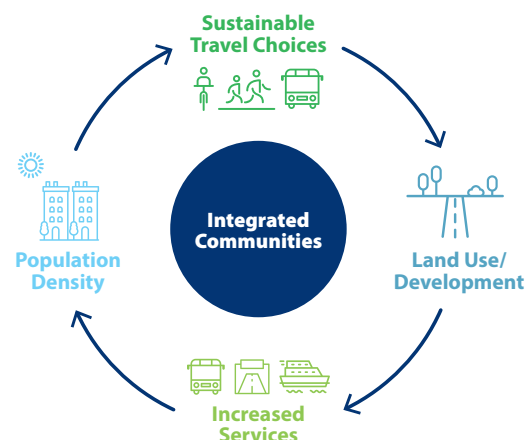 Sustainable
Travel Choices
Integrated
Communities
Population
Density
Land Use/
Development
Increased
Services